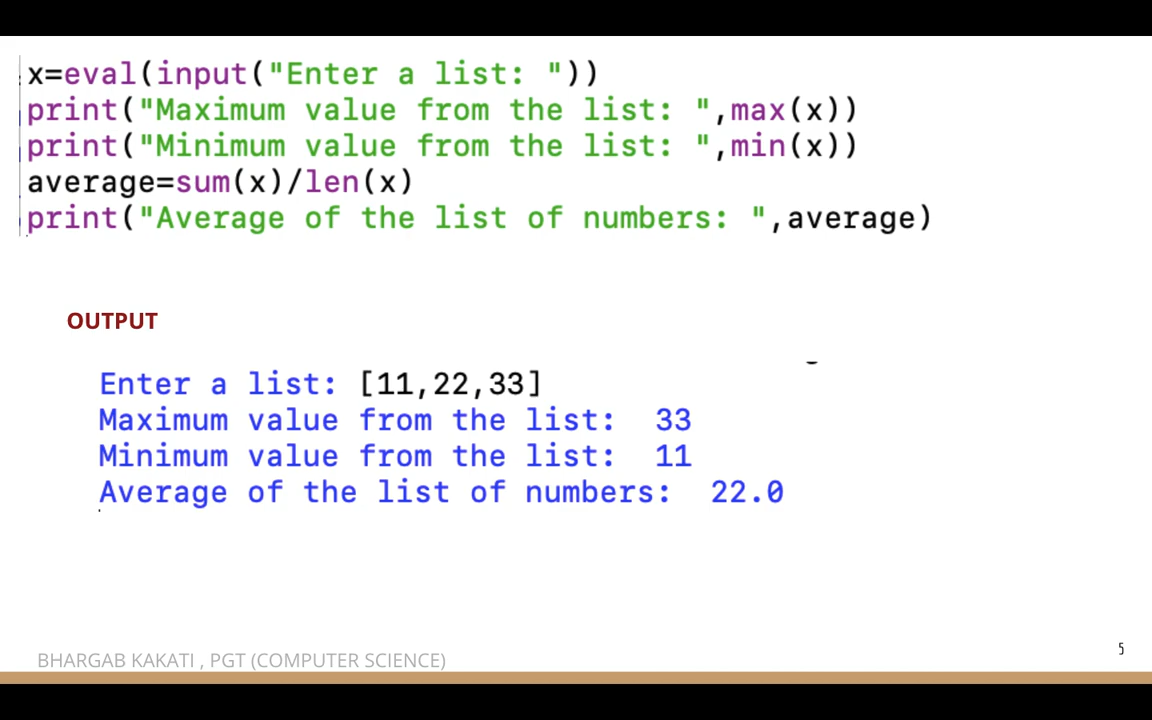 x=eval(input("Enter a list: "))
print("Maximum value from the list: ",max(x))
print("Minimum value from the list: ",min(x))
average=sum(x)/len(x)
print("Average of the list of numbers: ",average)
OUTPUT
Enter a list: [11,22,33]
Maximum value from the list:  33
Minimum value from the list:  11
Average of the list of numbers:  22.0
BHARGAB KAKATI , PGT (COMPUTER SCIENCE)
5